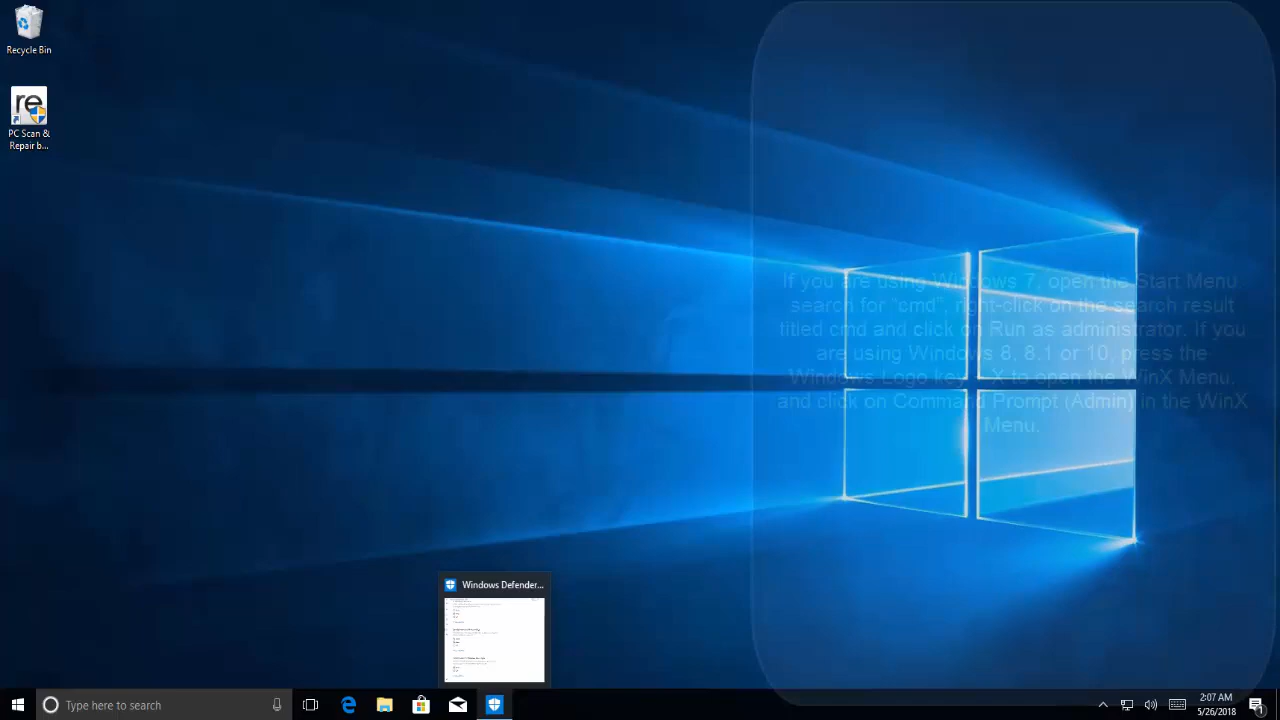 Recycle Bin
re
PC Scan &
Repair b...
If you are using Windows 7, open the Start Menu
search for "cmd", right-click on the search result
titled cmd and click on Run as administrator. If you
are using Windows 8, 8.1 or 10, press the
Windows Logo key X to open the WinX Menu.
and click on Command Prompt (Admin) in the WinX
Menu.
Windows Defender...
Type here to search
2:07 AM
5/26/2018
1